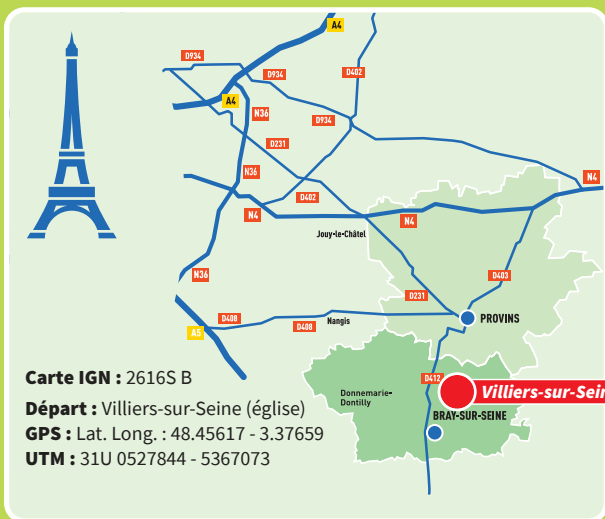 A4
D934
D934
D402
A4
N36
D934
D231
N36
D402
N4
N4
N4
Jouy-le-Châtel
N36
D403
D231
D408
D408
Nangis
A5
PROVINS
D412
Villiers-sur-Sein
Donnemarie-
Dontilly
BRAY-SUR-SEINE
Carte IGN : 2616S B
Départ : Villiers-sur-Seine (église)
GPS : Lat. Long. : 48.45617 - 3.37659
UTM : 31U 0527844 - 5367073